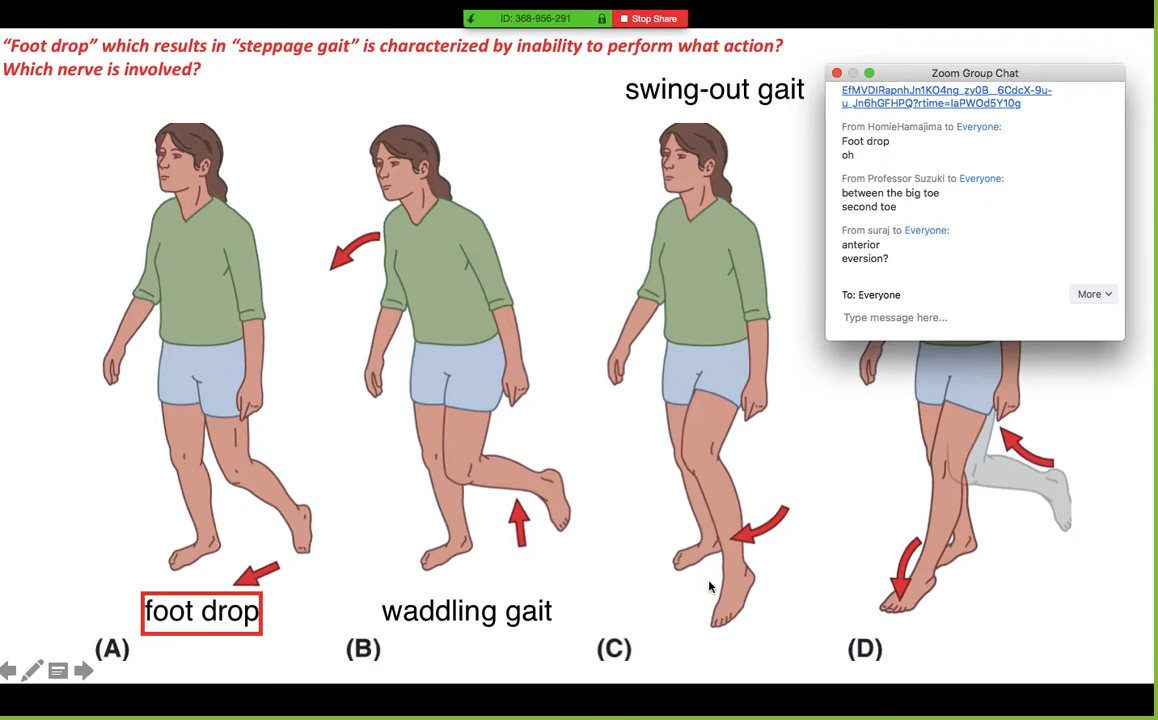 ID: 368-956-291
Stop Share
“Foot drop” which results in “steppage gait” is characterized by inability to perform what action?
Which nerve is involved?
swing-out gait
Zoom Group Chat
EfMVDIRapnhJn1KO4ng_zy0B__6CdcX-9u-
u_Jn6hGFHPQ?rtime=laPWOd5Y10g
From HomieHamajima to Everyone:
Foot drop
oh
From Professor Suzuki to Everyone:
between the big toe
second toe
From suraj to Everyone:
anterior
eversion?
To: Everyone
More
Type message here...
foot drop
waddling gait
(A)
(B)
(C)
(D)